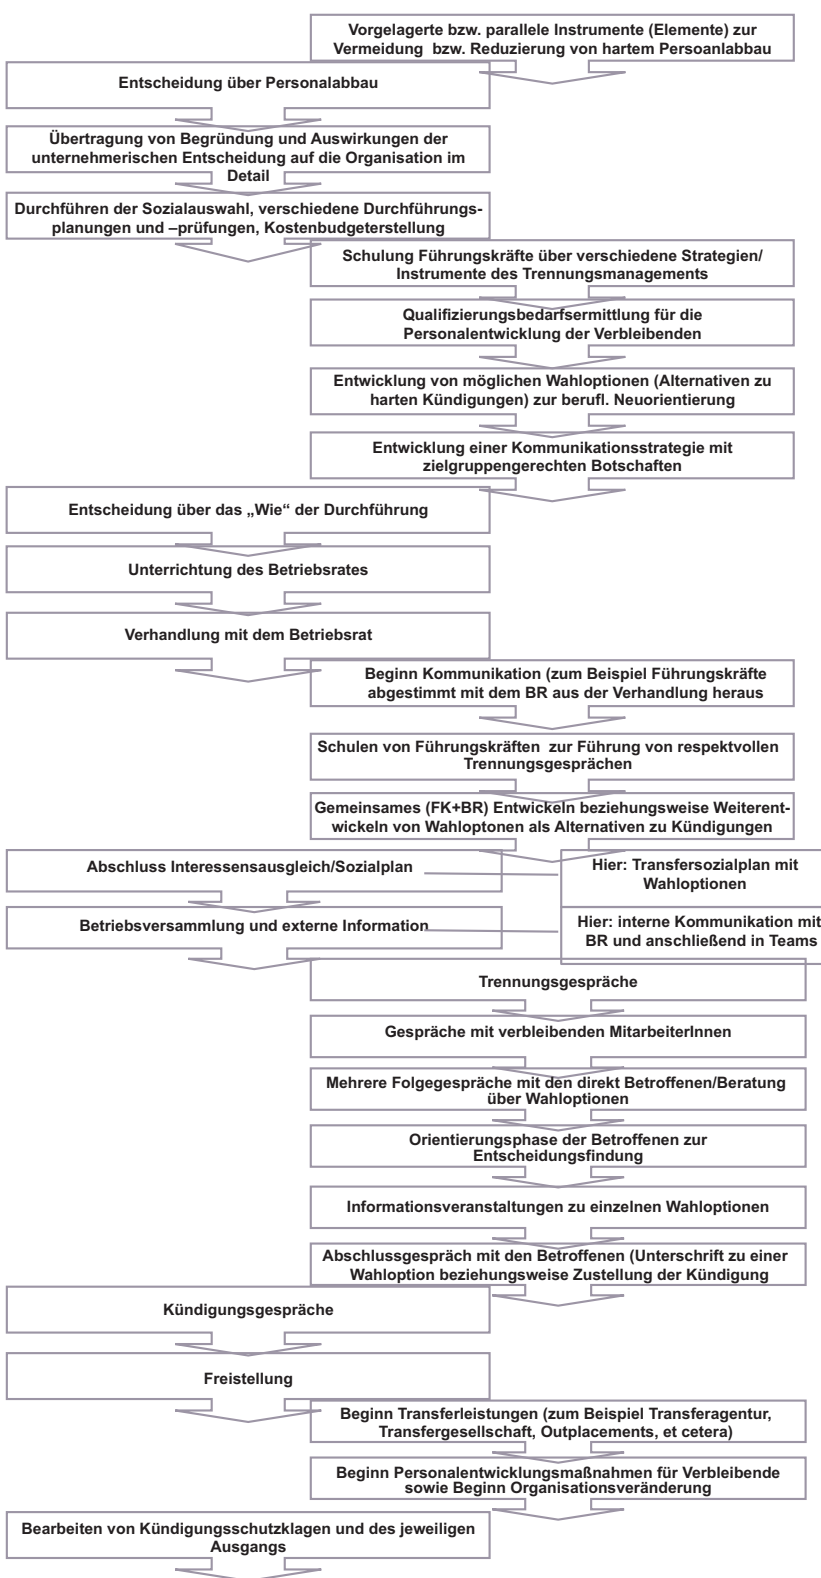 Vorgelagerte bzw. parallele Instrumente (Elemente) zur
Vermeidung bzw. Reduzierung von hartem Persoanlabbau
Entscheidung über Personalabbau
Übertragung von Begründung und Auswirkungen der
unternehmerischen Entscheidung auf die Organisation im
Detail
Durchführen der Sozialauswahl, verschiedene Durchführungs-
planungen und –prüfungen, Kostenbudgeterstellung
Schulung Führungskräfte über verschiedene Strategien/
Instrumente des Trennungsmanagements
Qualifizierungsbedarfsermittlung für die
Personalentwicklung der Verbleibenden
Entwicklung von möglichen Wahloptionen (Alternativen zu
harten Kündigungen) zur berufl. Neuorientierung
Entwicklung einer Kommunikationsstrategie mit
zielgruppengerechten Botschaften
Entscheidung über das „Wie“ der Durchführung
Unterrichtung des Betriebsrates
Verhandlung mit dem Betriebsrat
Beginn Kommunikation (zum Beispiel Führungskräfte
abgestimmt mit dem BR aus der Verhandlung heraus
Schulen von Führungskräften zur Führung von respektvollen
Trennungsgesprächen
Gemeinsames (FK+BR) Entwickeln beziehungsweise Weiterent-
wickeln von Wahloptonen als Alternativen zu Kündigungen
Abschluss Interessensausgleich/Sozialplan
Hier: Transfersozialplan mit
Wahloptionen
Betriebsversammlung und externe Information
Hier: interne Kommunikation mit
BR und anschließend in Teams
Trennungsgespräche
Gespräche mit verbleibenden MitarbeiterInnen
Mehrere Folgegespräche mit den direkt Betroffenen/Beratung
über Wahloptionen
Orientierungsphase der Betroffenen zur
Entscheidungsfindung
Informationsveranstaltungen zu einzelnen Wahloptionen
Abschlussgespräch mit den Betroffenen (Unterschrift zu einer
Wahloption beziehungsweise Zustellung der Kündigung
Kündigungsgespräche
Freistellung
Beginn Transferleistungen (zum Beispiel Transferagentur,
Transfergesellschaft, Outplacements, et cetera)
Beginn Personalentwicklungsmaßnahmen für Verbleibende
sowie Beginn Organisationsveränderung
Bearbeiten von Kündigungsschutzklagen und des jeweiligen
Ausgangs